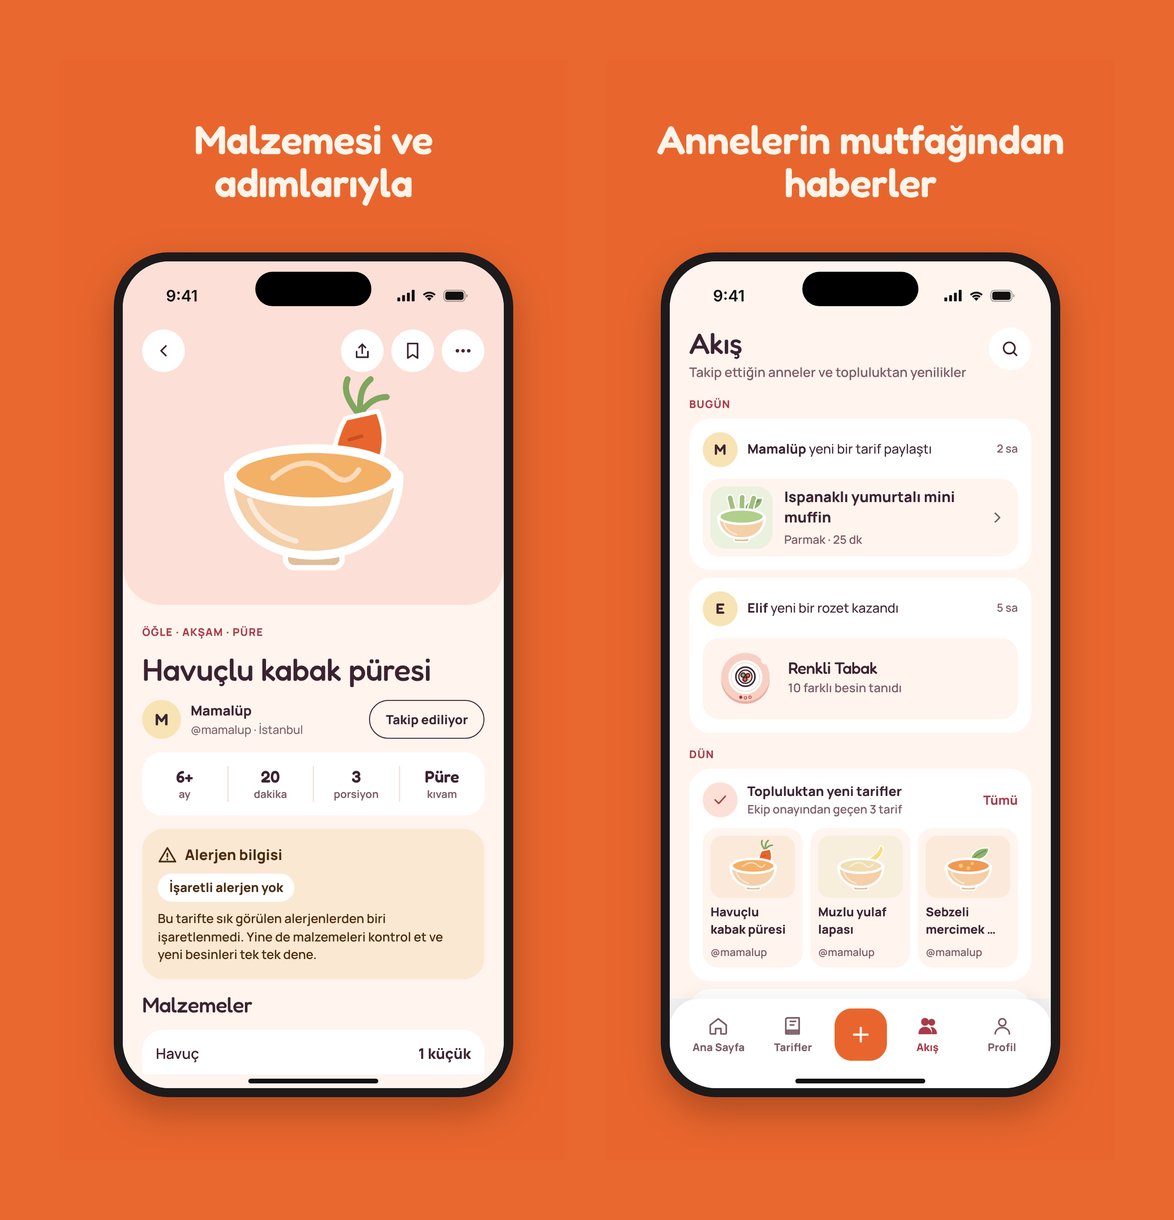 Malzemesi ve
adımlarıyla
9:41
ÖĞLE · AKŞAM · PÜRE
Havuçlu kabak püresi
M
Mamalüp
@mamalup · İstanbul
Takip ediliyor
6+
ay
20
dakika
3
porsiyon
Püre
kıvam
Alerjen bilgisi
İşaretli alerjen yok
Bu tarifte sık görülen alerjenlerden biri
işaretlenmedi. Yine de malzemeleri kontrol et ve
yeni besinleri tek tek dene.
Malzemeler
Havuç 1 küçük
Annelerin mutfağından
haberler
9:41
Akış
Takip ettiğin anneler ve topluluktan yenilikler
BUGÜN
M
Mamalüp yeni bir tarif paylaştı 2 sa
Ispanaklı yumurtalı mini
muffin
Parmak · 25 dk
E
Elif yeni bir rozet kazandı 5 sa
Renkli Tabak
10 farklı besin tanıdı
DÜN
Topluluktan yeni tarifler
Ekip onayından geçen 3 tarif
Tümü
Havuçlu
kabak püresi
@mamalup
Muzlu yulaf
lapası
@mamalup
Sebzeli
mercimek ...
@mamalup
Ana Sayfa
Tarifler
Akış
Profil